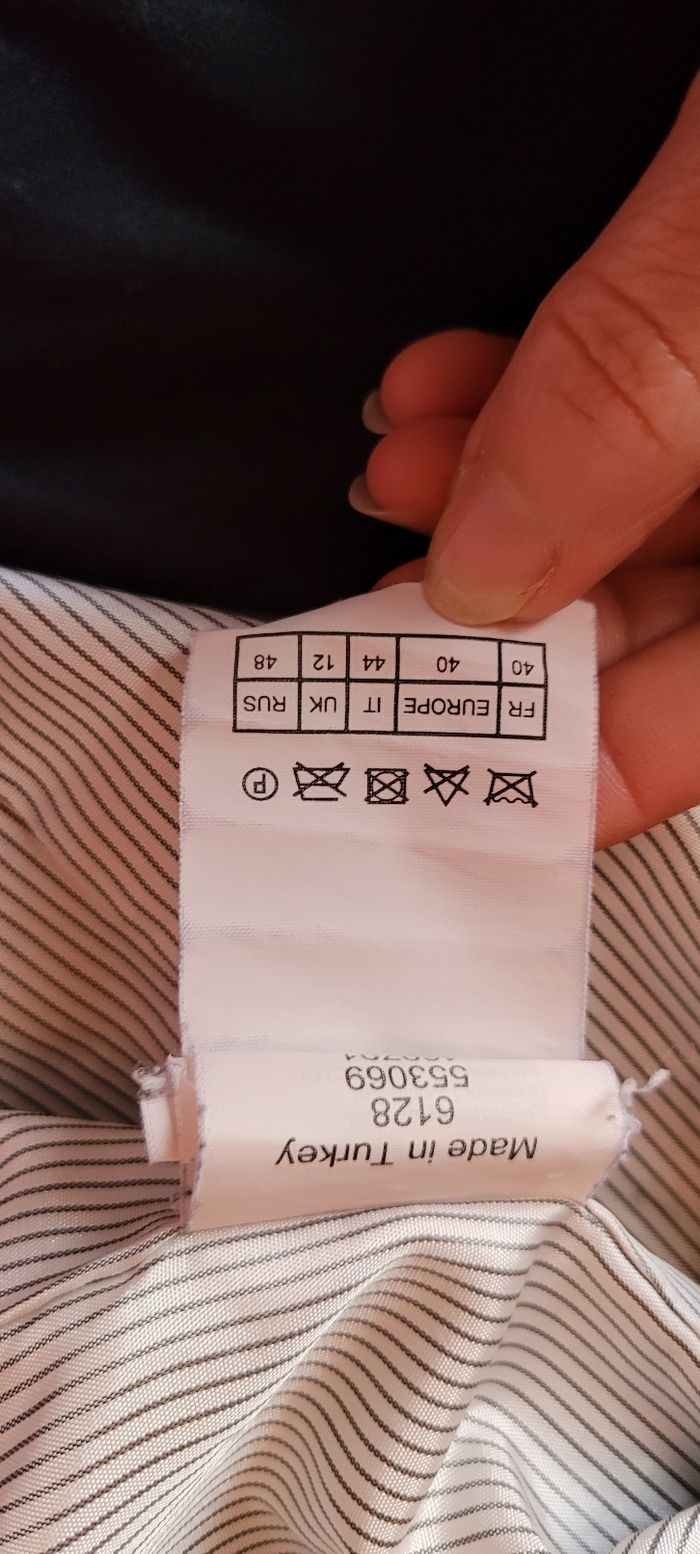 Made in Turkey
6128
553069
P
FR EUROPE IT UK RUS
40 40 44 12 48